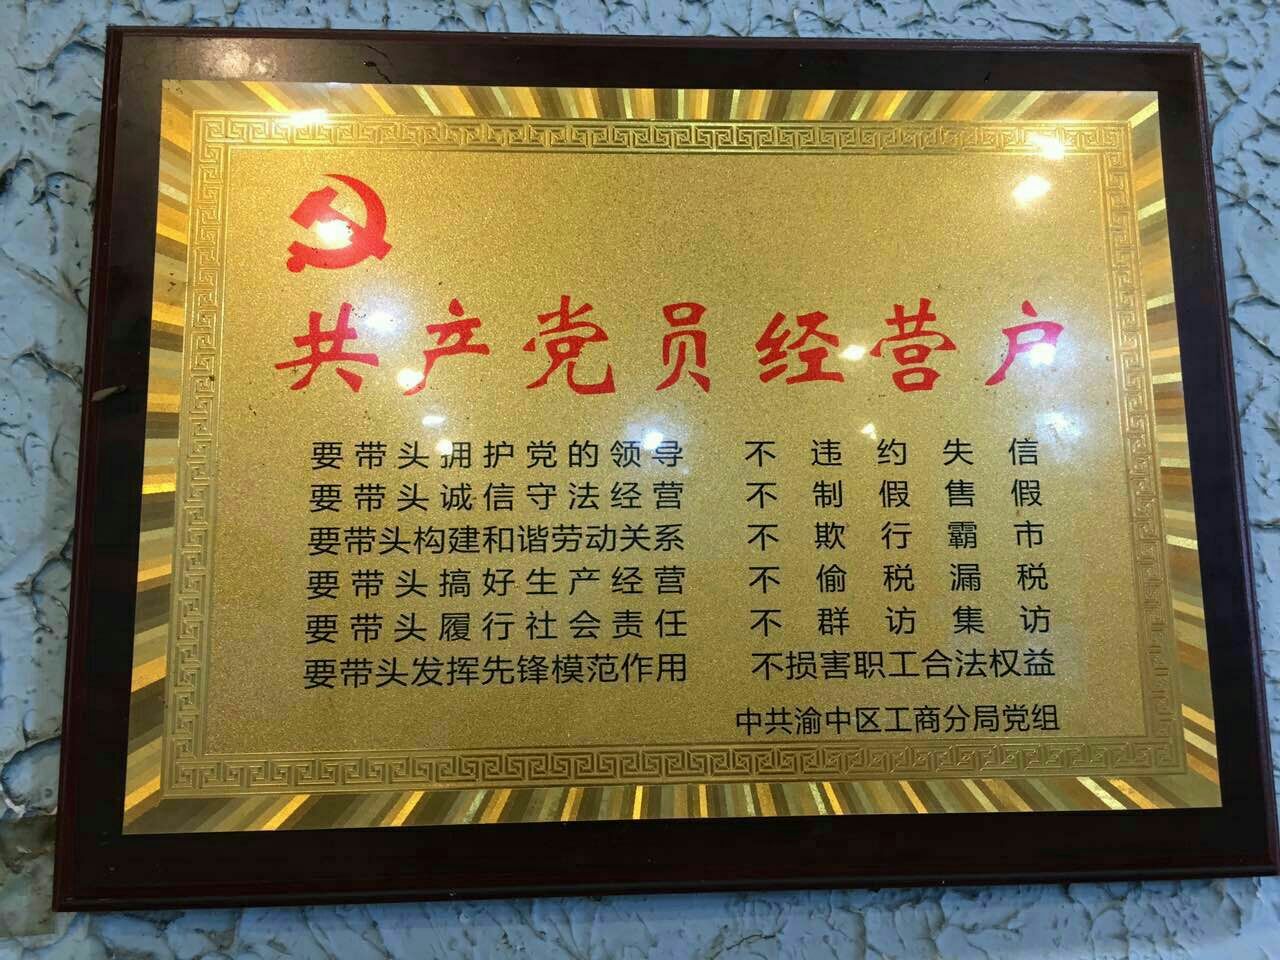 共产党员经营户
要带头拥护党的领导 不违约失信
要带头诚信守法经营 不制假售假
要带头构建和谐劳动关系 不欺行霸市
要带头搞好生产经营 不偷税漏税
要带头履行社会责任 不群访集访
要带头发挥先锋模范作用 不损害职工合法权益
中共渝中区工商分局党组